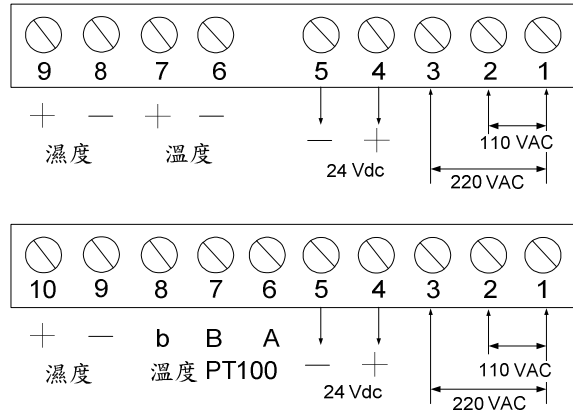 9 8 7 6 5 4 3 2 1
+ − + − − +
濕度 溫度 24 Vdc 110 VAC
220 VAC
10 9 8 7 6 5 4 3 2 1
+ − b B A − +
濕度 溫度 PT100 24 Vdc 110 VAC
220 VAC